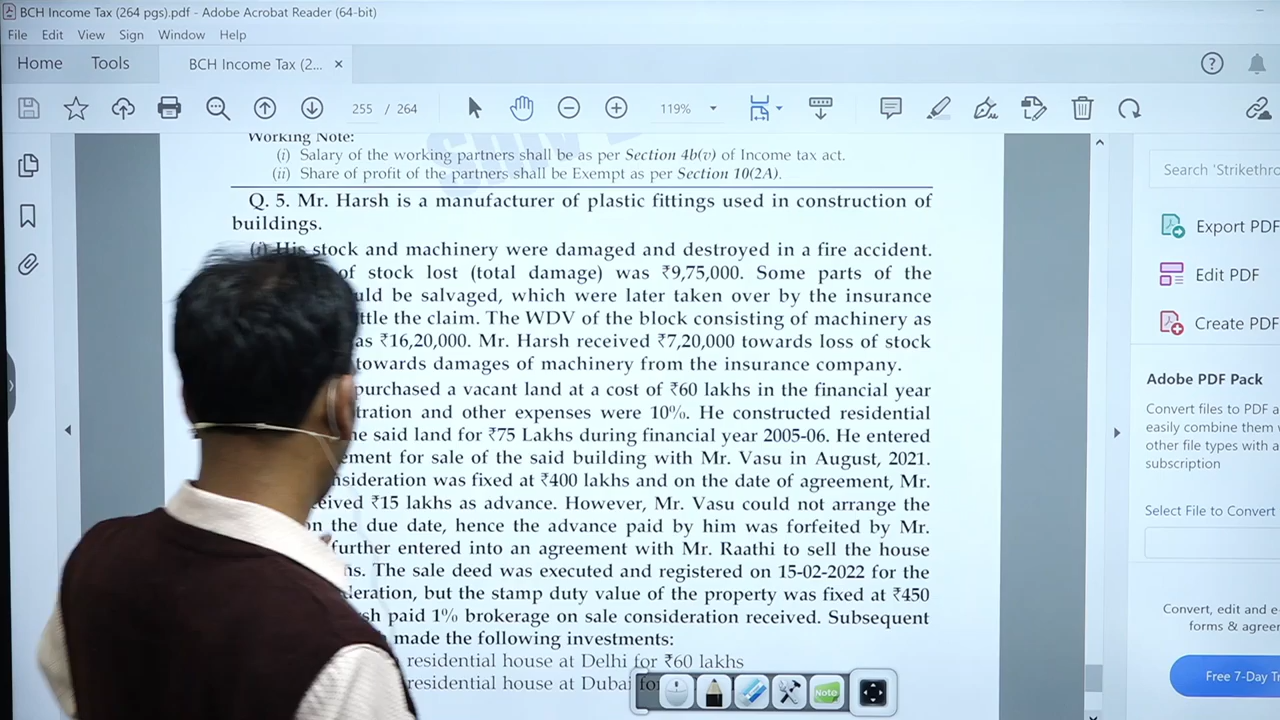 BCH Income Tax (264 pgs).pdf - Adobe Acrobat Reader (64-bit)
File Edit View Sign Window Help
Home Tools BCH Income Tax (2... ×
255 / 264 119%
Working Note:
(i) Salary of the working partners shall be as per Section 4b(v) of Income tax act.
(ii) Share of profit of the partners shall be Exempt as per Section 10(2A).
Q. 5. Mr. Harsh is a manufacturer of plastic fittings used in construction of
buildings.
(i) His stock and machinery were damaged and destroyed in a fire accident.
of stock lost (total damage) was ₹9,75,000. Some parts of the
be salvaged, which were later taken over by the insurance
the claim. The WDV of the block consisting of machinery as
₹16,20,000. Mr. Harsh received ₹7,20,000 towards loss of stock
towards damages of machinery from the insurance company.
purchased a vacant land at a cost of ₹60 lakhs in the financial year
and other expenses were 10%. He constructed residential
said land for ₹75 Lakhs during financial year 2005-06. He entered
for sale of the said building with Mr. Vasu in August, 2021.
was fixed at ₹400 lakhs and on the date of agreement, Mr.
₹15 lakhs as advance. However, Mr. Vasu could not arrange the
on the due date, hence the advance paid by him was forfeited by Mr.
further entered into an agreement with Mr. Raathi to sell the house
The sale deed was executed and registered on 15-02-2022 for the
but the stamp duty value of the property was fixed at ₹450
paid 1% brokerage on sale consideration received. Subsequent
made the following investments:
residential house at Delhi for ₹60 lakhs
residential house at Dubai
Note
Search 'Strikethro
Export PDF
Edit PDF
Create PDF
Adobe PDF Pack
Convert files to PDF a
easily combine them
other file types with a
subscription
Select File to Convert
Convert, edit and e
forms & agreer
Free 7-Day Tr